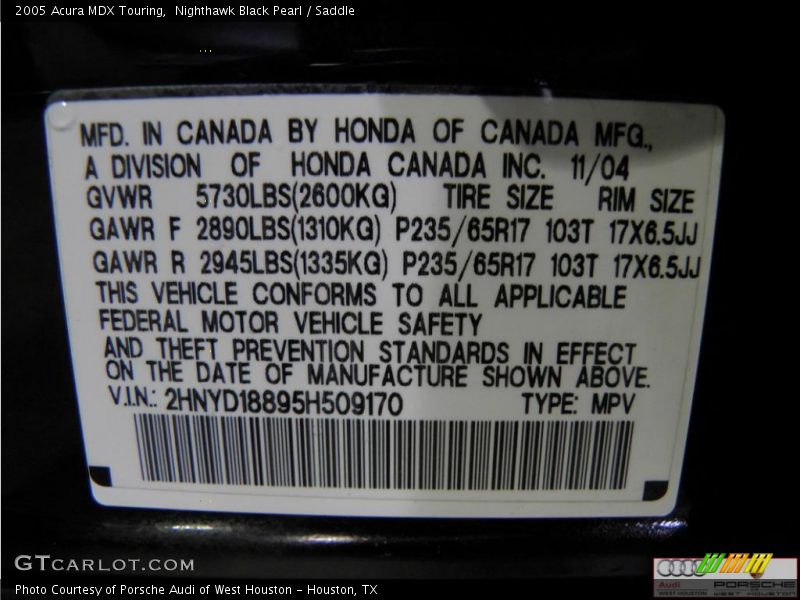 2005 Acura MDX Touring,  Nighthawk Black Pearl / Saddle
MFD. IN CANADA BY HONDA OF CANADA MFG.,
A DIVISION OF HONDA CANADA INC. 11/04
GVWR 5730LBS(2600KG) TIRE SIZE RIM SIZE
GAWR F 2890LBS(1310KG) P235/65R17 103T 17X6.5JJ
GAWR R 2945LBS(1335KG) P235/65R17 103T 17X6.5JJ
THIS VEHICLE CONFORMS TO ALL APPLICABLE
FEDERAL MOTOR VEHICLE SAFETY
AND THEFT PREVENTION STANDARDS IN EFFECT
ON THE DATE OF MANUFACTURE SHOWN ABOVE.
V.I.N.: 2HNYD18895H509170 TYPE: MPV
GTCARLOT.COM
Photo Courtesy of Porsche Audi of West Houston - Houston, TX
Audi PORSCHE
WEST HOUSTON WEST HOUSTON